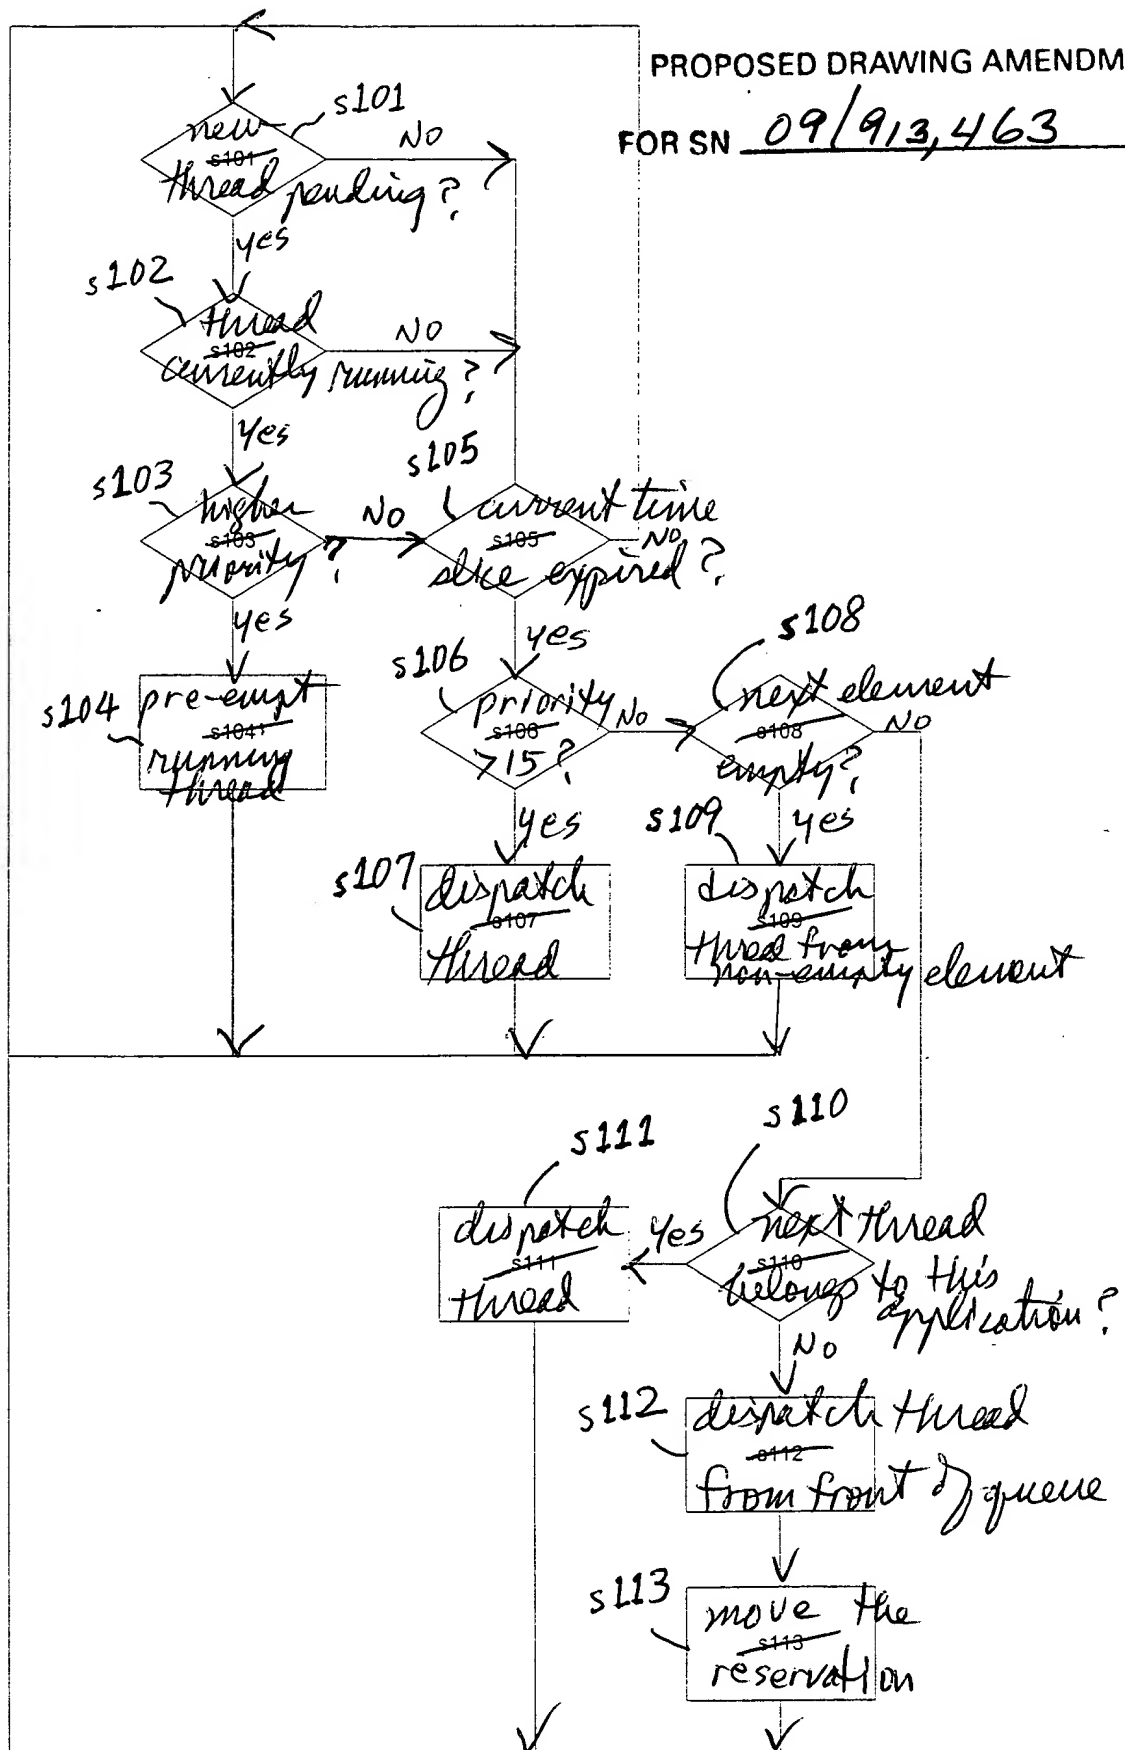 PROPOSED DRAWING AMENDM
FOR SN 09/913,463
s101
new
s101
thread pending?
NO
yes
s102
thread
s102
currently running?
NO
Yes
s103
higher
s103
priority?
NO
yes
s104
pre-empt
s104
running
thread
s105
current time
s105
slice expired?
NO
yes
s106
priority
s106
>15?
No
yes
s107
dispatch
s107
thread
s108
next element
s108
empty?
NO
yes
s109
dispatch
s109
thread from
non-empty element
s110
next thread
s110
belongs to this
application?
Yes
s111
dispatch
s111
thread
NO
s112
dispatch thread
s112
from front of queue
s113
move the
s113
reservation